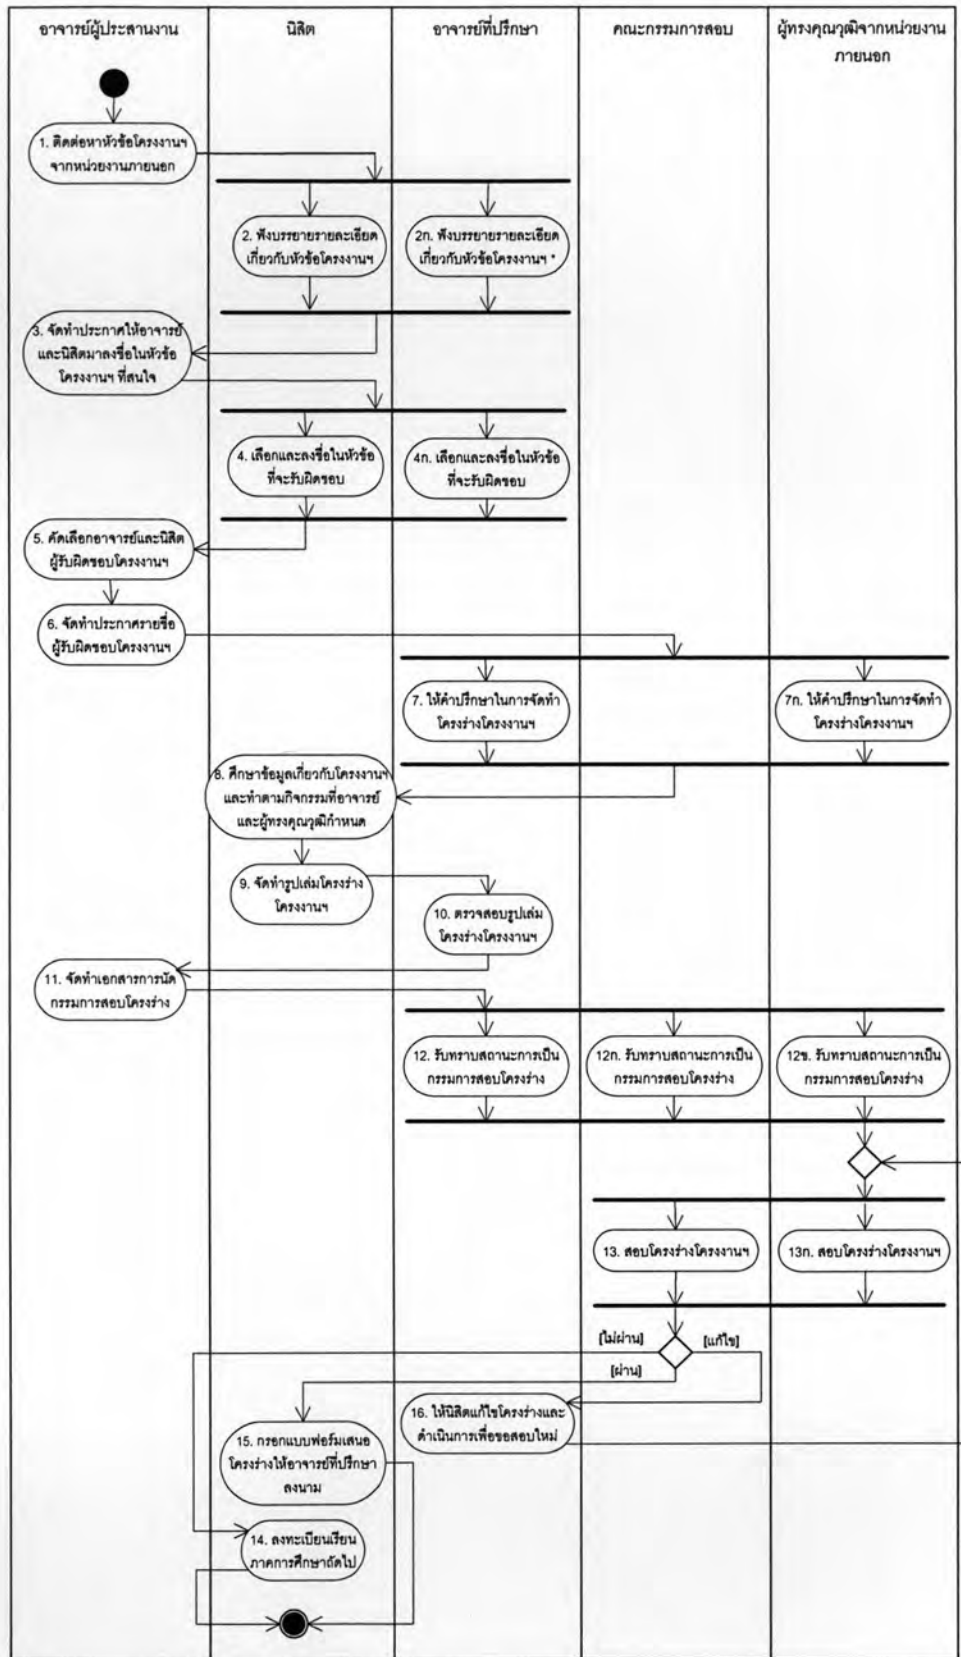 อาจารย์ผู้ประสานงาน
นิสิต
อาจารย์ที่ปรึกษา
คณะกรรมการสอบ
ผู้ทรงคุณวุฒิจากหน่วยงาน
ภายนอก
1. ติดต่อหาหัวข้อโครงงานฯ
จากหน่วยงานภายนอก
2. ฟังบรรยายรายละเอียด
เกี่ยวกับหัวข้อโครงงานฯ
2ก. ฟังบรรยายรายละเอียด
เกี่ยวกับหัวข้อโครงงานฯ *
3. จัดทำประกาศให้อาจารย์
และนิสิตมาลงชื่อในหัวข้อ
โครงงานฯ ที่สนใจ
4. เลือกและลงชื่อในหัวข้อ
ที่จะรับผิดชอบ
4ก. เลือกและลงชื่อในหัวข้อ
ที่จะรับผิดชอบ
5. คัดเลือกอาจารย์และนิสิต
ผู้รับผิดชอบโครงงานฯ
6. จัดทำประกาศรายชื่อ
ผู้รับผิดชอบโครงงานฯ
7. ให้คำปรึกษาในการจัดทำ
โครงร่างโครงงานฯ
7ก. ให้คำปรึกษาในการจัดทำ
โครงร่างโครงงานฯ
8. ศึกษาข้อมูลเกี่ยวกับโครงงานฯ
และทำตามกิจกรรมที่อาจารย์
และผู้ทรงคุณวุฒิกำหนด
9. จัดทำรูปเล่มโครงร่าง
โครงงานฯ
10. ตรวจสอบรูปเล่ม
โครงร่างโครงงานฯ
11. จัดทำเอกสารการนัด
กรรมการสอบโครงร่าง
12. รับทราบสถานะการเป็น
กรรมการสอบโครงร่าง
12ก. รับทราบสถานะการเป็น
กรรมการสอบโครงร่าง
12ข. รับทราบสถานะการเป็น
กรรมการสอบโครงร่าง
13. สอบโครงร่างโครงงานฯ
13ก. สอบโครงร่างโครงงานฯ
[ไม่ผ่าน]
[แก้ไข]
[ผ่าน]
16. ให้นิสิตแก้ไขโครงร่างและ
ดำเนินการเพื่อขอสอบใหม่
15. กรอกแบบฟอร์มเสนอ
โครงร่างให้อาจารย์ที่ปรึกษา
ลงนาม
14. ลงทะเบียนเรียน
ภาคการศึกษาถัดไป